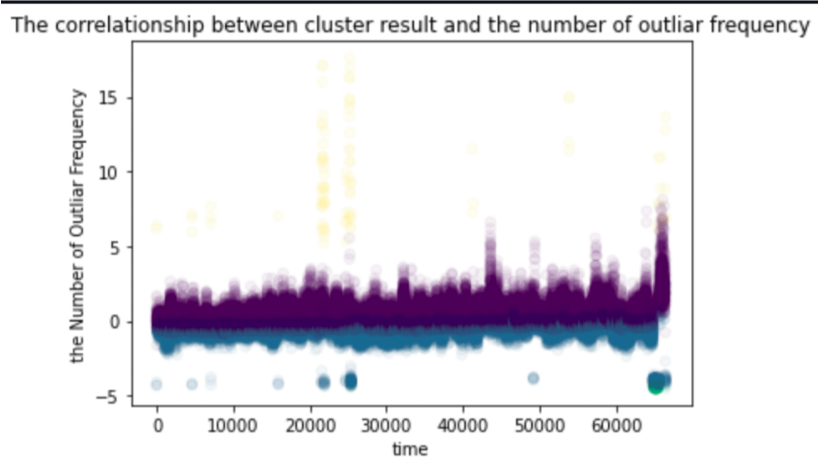 The correlationship between cluster result and the number of outliar frequency
the Number of Outliar Frequency
15
10
5
0
−5
0 10000 20000 30000 40000 50000 60000
time